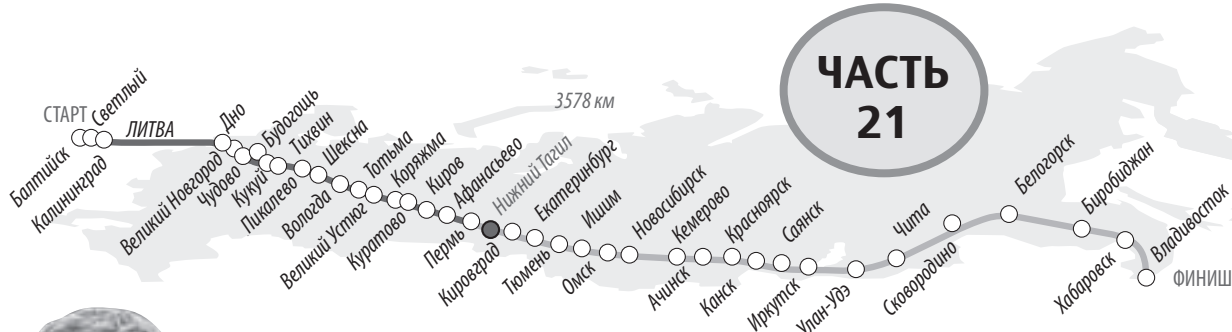 ЧАСТЬ
21
3578 км
СТАРТ
Балтийск
Светлый
Калининград
ЛИТВА
Дно
Великий Новгород
Чудово
Будогощь
Кукуй
Тихвин
Пикалево
Шексна
Вологда
Тотьма
Великий Устюг
Коряжма
Куратово
Киров
Афанасьево
Пермь
Нижний Тагил
Кировград
Екатеринбург
Тюмень
Ишим
Омск
Новосибирск
Кемерово
Ачинск
Красноярск
Канск
Саянск
Иркутск
Улан-Удэ
Чита
Сковородино
Белогорск
Биробиджан
Хабаровск
Владивосток
ФИНИШ